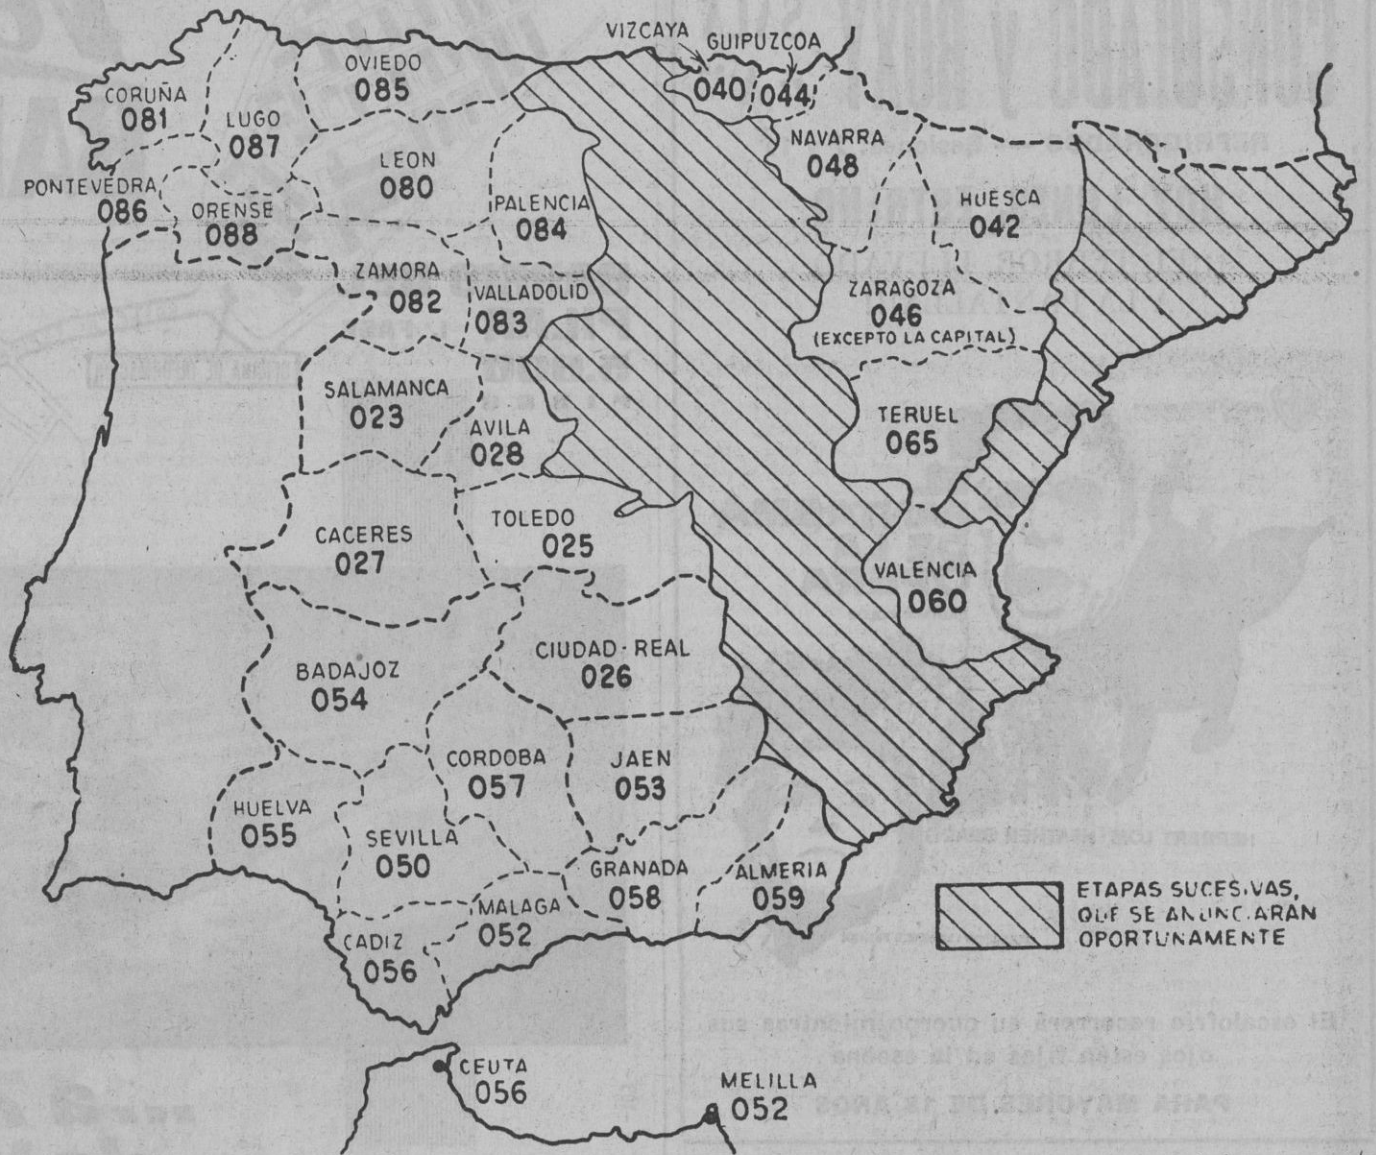 VIZCAYA
040
GUIPUZCOA
044
OVIEDO
085
CORUÑA
081
LUGO
087
NAVARRA
048
LEON
080
PONTEVEDRA
086
ORENSE
088
PALENCIA
084
HUESCA
042
ZAMORA
082
VALLADOLID
083
ZARAGOZA
046
(EXCEPTO LA CAPITAL)
SALAMANCA
023
AVILA
028
TERUEL
065
CACERES
027
TOLEDO
025
VALENCIA
060
BADAJOZ
054
CIUDAD-REAL
026
CORDOBA
057
JAEN
053
HUELVA
055
SEVILLA
050
GRANADA
058
ALMERIA
059
MALAGA
052
CADIZ
056
ETAPAS SUCESIVAS,
QUE SE ANUNCIARAN
OPORTUNAMENTE
CEUTA
056
MELILLA
052